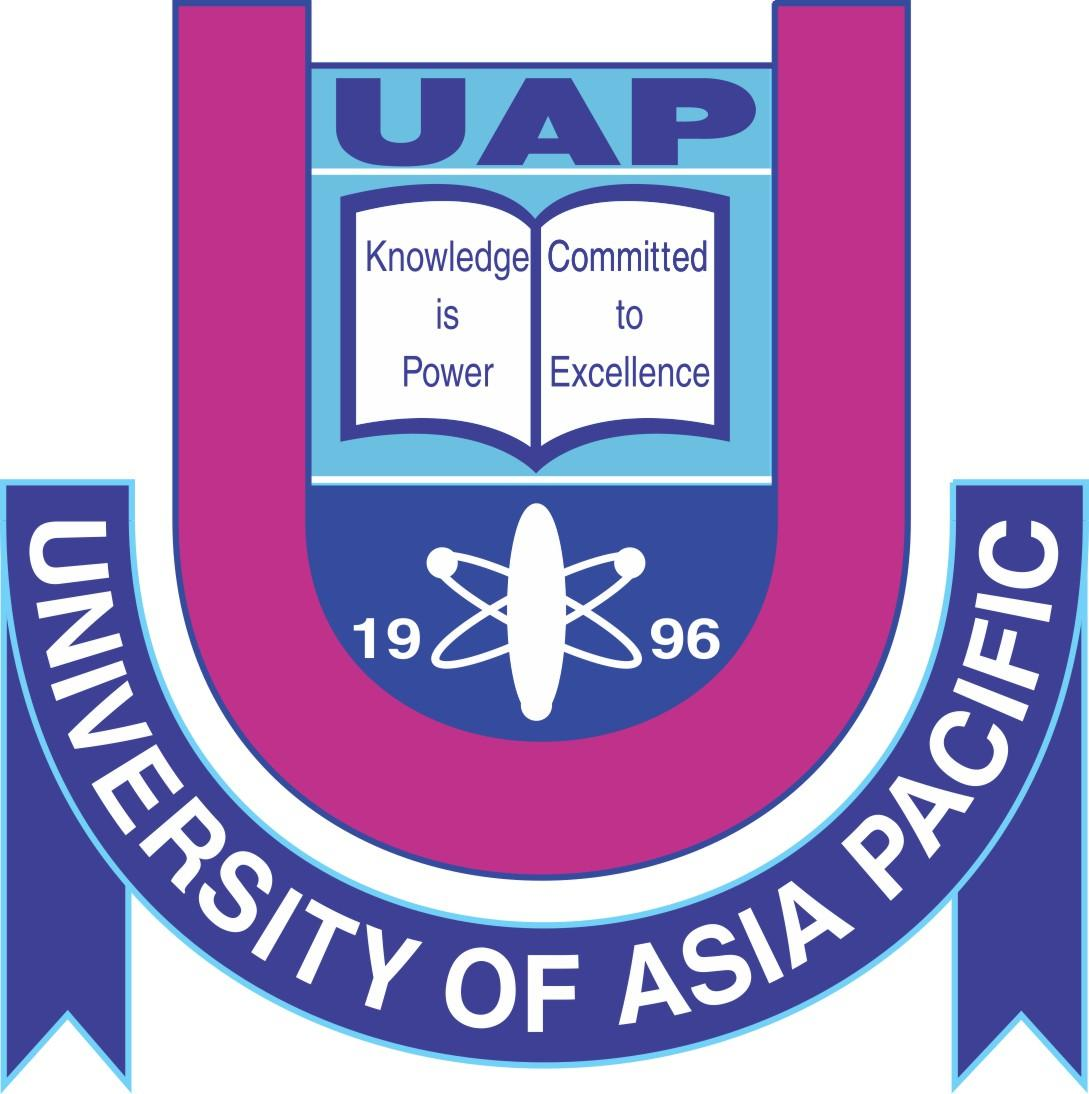 UAP
Knowledge
is
Power
Committed
to
Excellence
19 96
UNIVERSITY OF ASIA PACIFIC